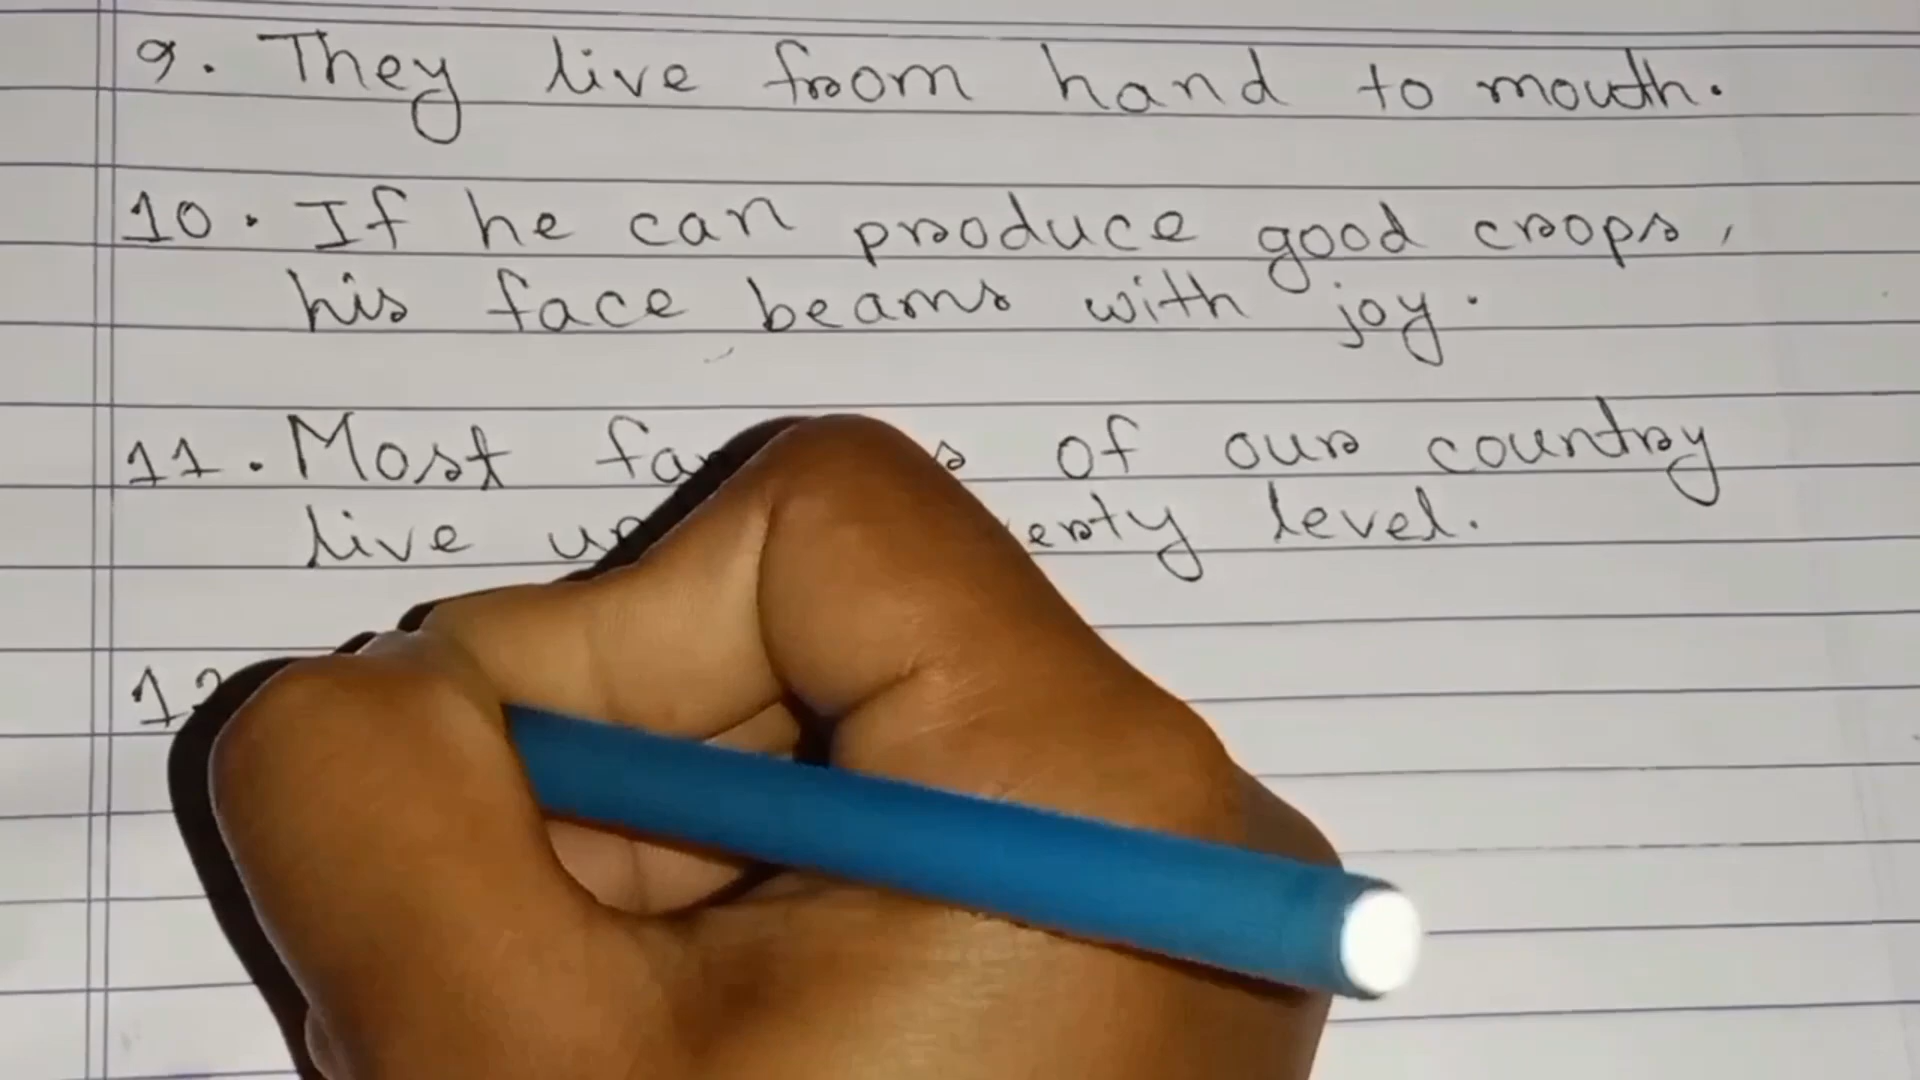 9. They live from hand to mouth.
10. If he can produce good crops,
his face beams with joy.
11. Most of our country
live level.
12